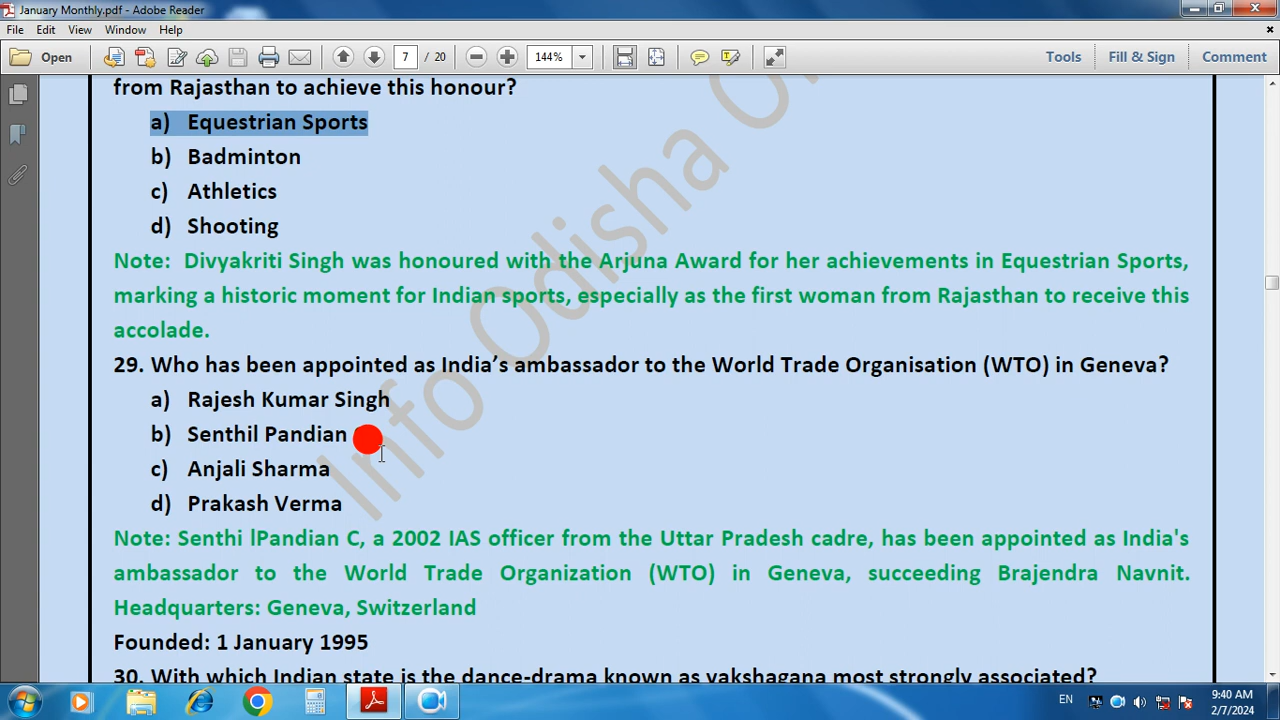 January Monthly.pdf - Adobe Reader
File Edit View Window Help
Open 7 / 20 144% Tools Fill & Sign Comment
from Rajasthan to achieve this honour?
a) Equestrian Sports
b) Badminton
c) Athletics
d) Shooting
Note: Divyakriti Singh was honoured with the Arjuna Award for her achievements in Equestrian Sports,
marking a historic moment for Indian sports, especially as the first woman from Rajasthan to receive this
accolade.
29. Who has been appointed as India’s ambassador to the World Trade Organisation (WTO) in Geneva?
a) Rajesh Kumar Singh
b) Senthil Pandian
c) Anjali Sharma
d) Prakash Verma
Note: Senthi lPandian C, a 2002 IAS officer from the Uttar Pradesh cadre, has been appointed as India's
ambassador to the World Trade Organization (WTO) in Geneva, succeeding Brajendra Navnit.
Headquarters: Geneva, Switzerland
Founded: 1 January 1995
30. With which Indian state is the dance-drama known as yakshagana most strongly associated?
Info Odisha O
EN 9:40 AM
2/7/2024